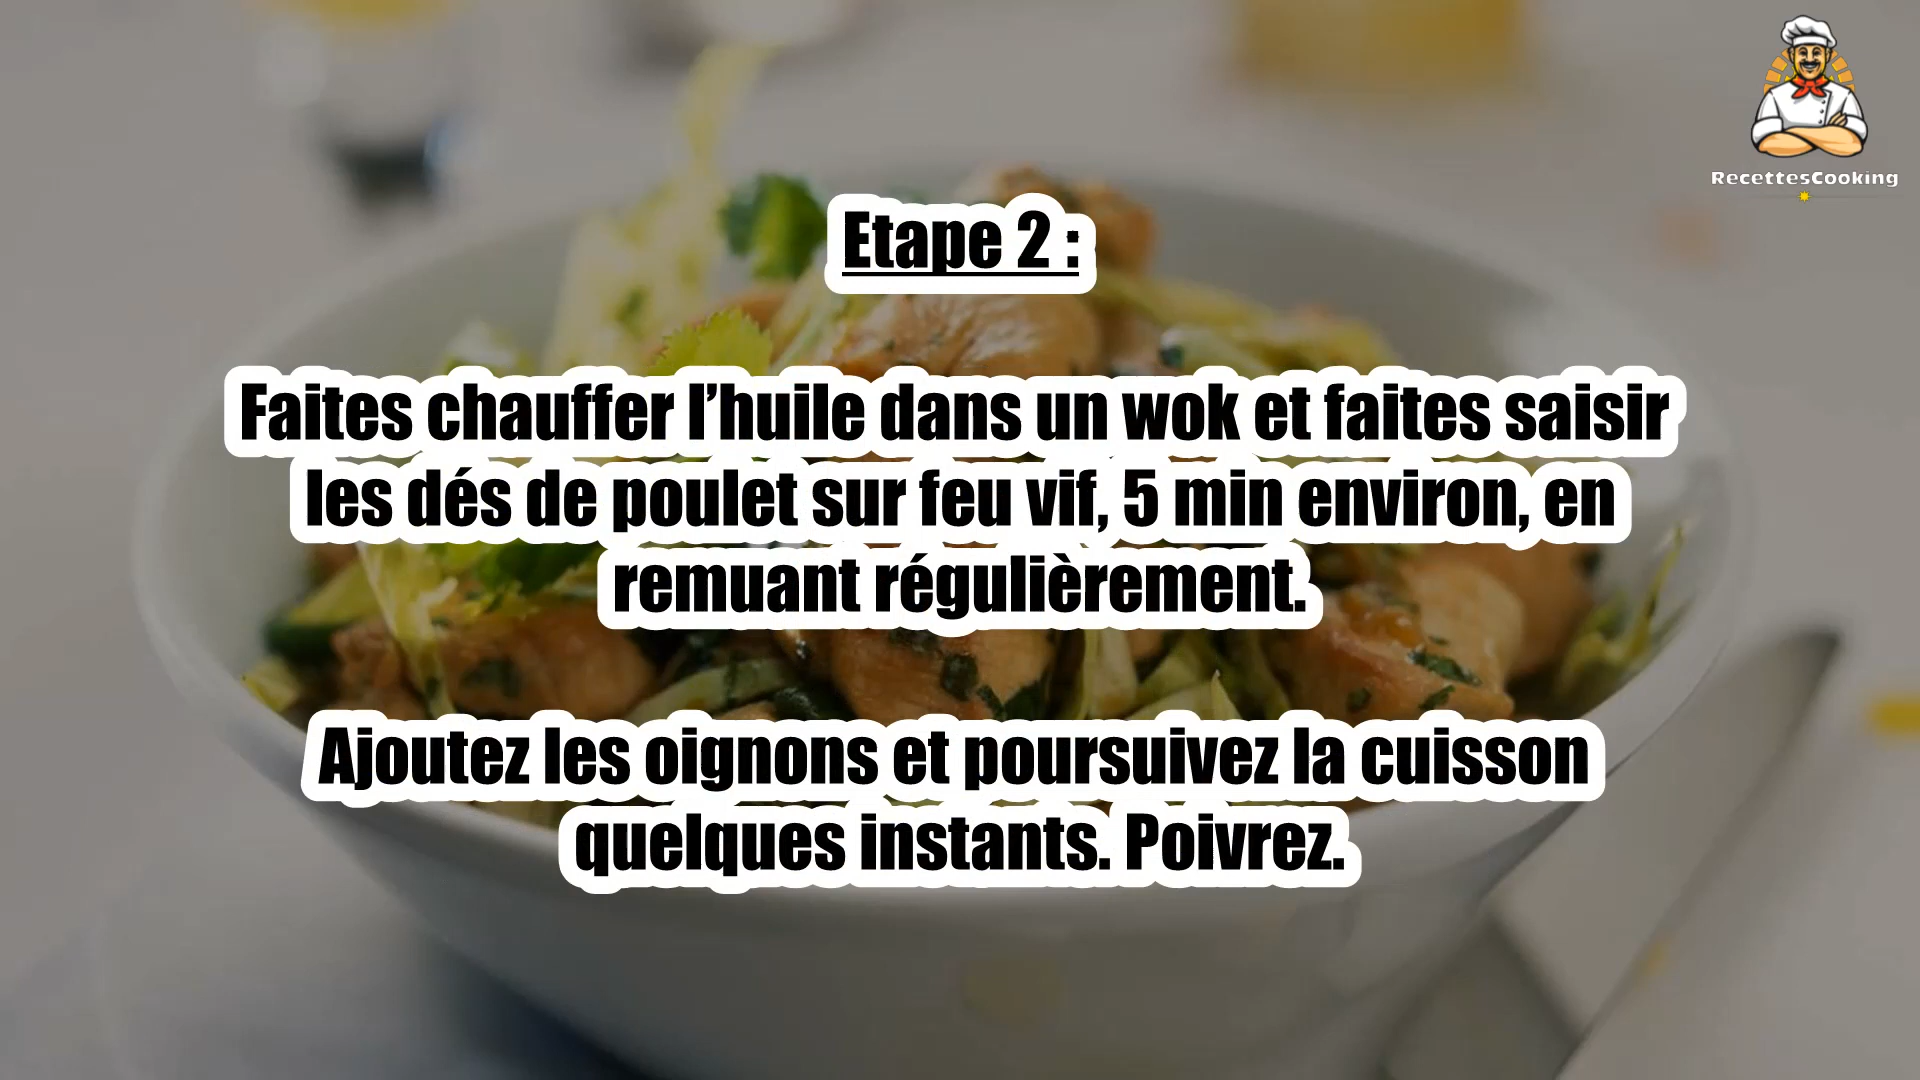 RecettesCooking
Etape 2 :
Faites chauffer l’huile dans un wok et faites saisir
les dés de poulet sur feu vif, 5 min environ, en
remuant régulièrement.
Ajoutez les oignons et poursuivez la cuisson
quelques instants. Poivrez.